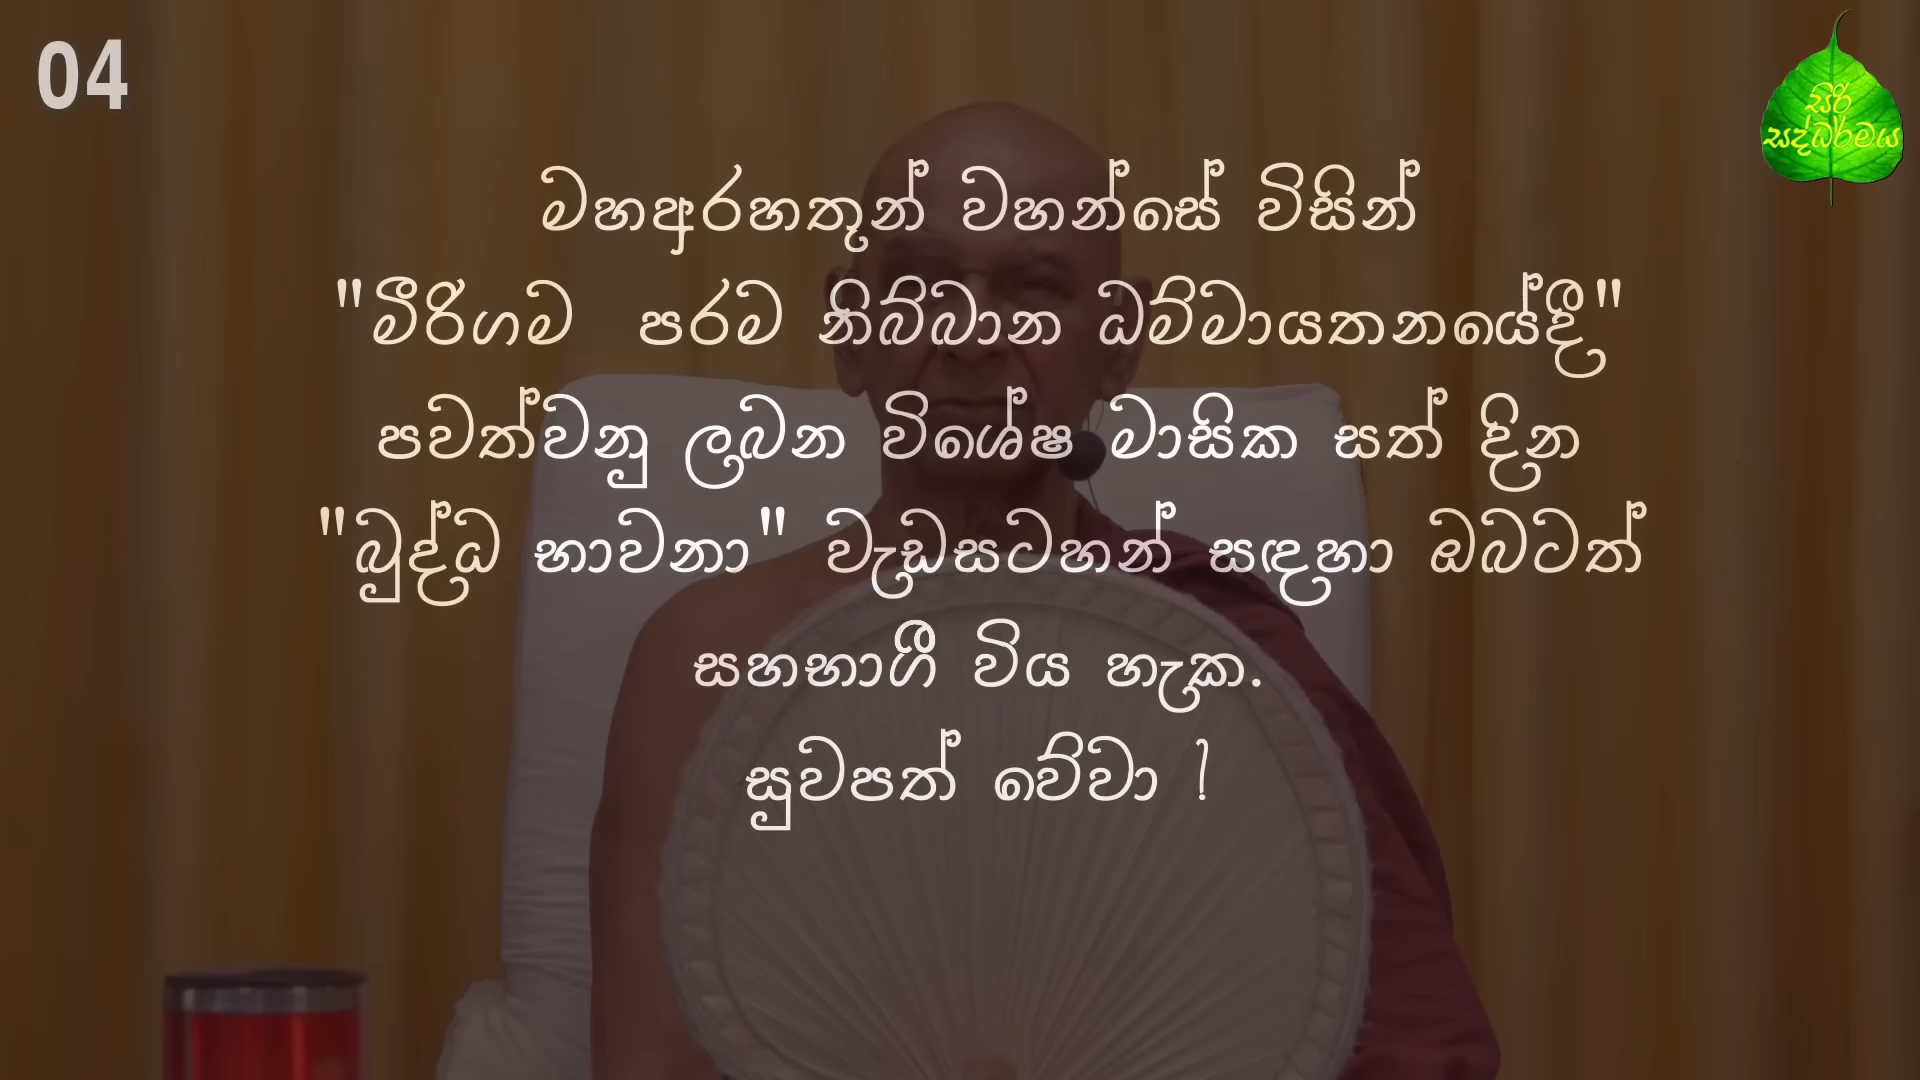 04
සිරි
සද්ධර්මය
මහඅරහතූන් වහන්සේ විසින්
"මීරිගම පරම නිබ්බාන ධම්මායතනයේදී"
පවත්වනු ලබන විශේෂ මාසික සත් දින
"බුද්ධ භාවනා" වැඩසටහන් සඳහා ඔබටත්
සහභාගී විය හැක.
සුවපත් වේවා !